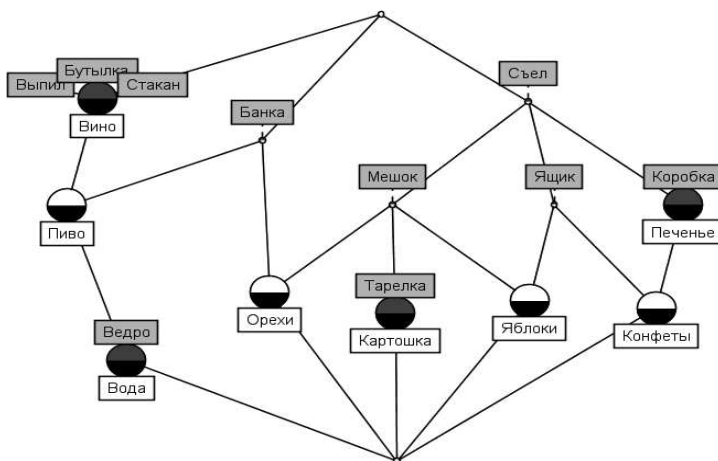 Бутылка
Съел
Выпил
Стакан
Банка
Вино
Мешок
Ящик
Коробка
Пиво
Печенье
Тарелка
Орехи
Яблоки
Конфеты
Картошка
Ведро
Вода